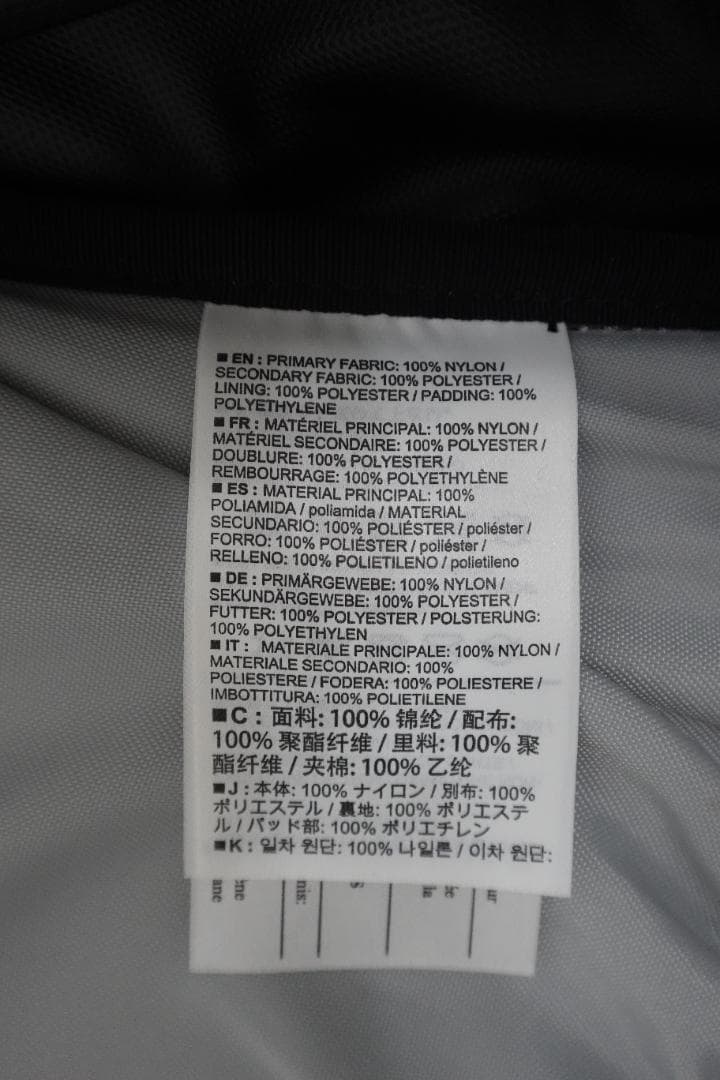 ■ EN : PRIMARY FABRIC: 100% NYLON /
SECONDARY FABRIC: 100% POLYESTER /
LINING: 100% POLYESTER / PADDING: 100%
POLYETHYLENE
■ FR : MATÉRIEL PRINCIPAL: 100% NYLON /
MATÉRIEL SECONDAIRE: 100% POLYESTER /
DOUBLURE: 100% POLYESTER /
REMBOURRAGE: 100% POLYETHYLÈNE
■ ES : MATERIAL PRINCIPAL: 100%
POLIAMIDA / poliamida / MATERIAL
SECUNDARIO: 100% POLIÉSTER / poliéster /
FORRO: 100% POLIÉSTER / poliéster /
RELLENO: 100% POLIETILENO / polietileno
■ DE : PRIMÄRGEWEBE: 100% NYLON /
SEKUNDÄRGEWEBE: 100% POLYESTER /
FUTTER: 100% POLYESTER / POLSTERUNG:
100% POLYETHYLEN
■ IT : MATERIALE PRINCIPALE: 100% NYLON /
MATERIALE SECONDARIO: 100%
POLIESTERE / FODERA: 100% POLIESTERE /
IMBOTTITURA: 100% POLIETILENE
■C : 面料: 100% 锦纶 / 配布:
100% 聚酯纤维 / 里料: 100% 聚
酯纤维 / 夹棉: 100% 乙纶
■J : 本体: 100% ナイロン / 別布: 100%
ポリエステル / 裏地: 100% ポリエステ
ル / パッド部: 100% ポリエチレン
■K : 일차 원단: 100% 나일론 / 이차 원단: